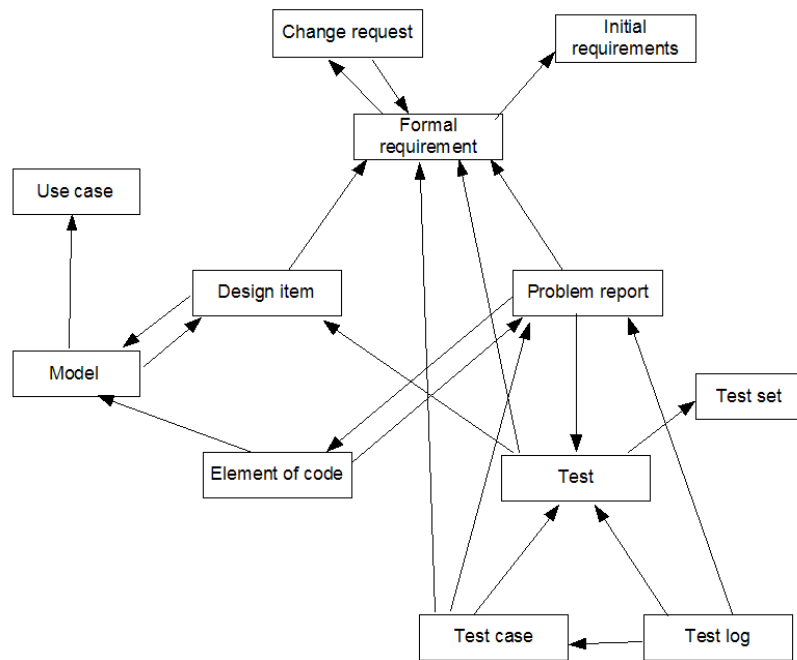 Change request
Initial
requirements
Formal
requirement
Use case
Design item
Problem report
Model
Test set
Element of code
Test
Test case
Test log